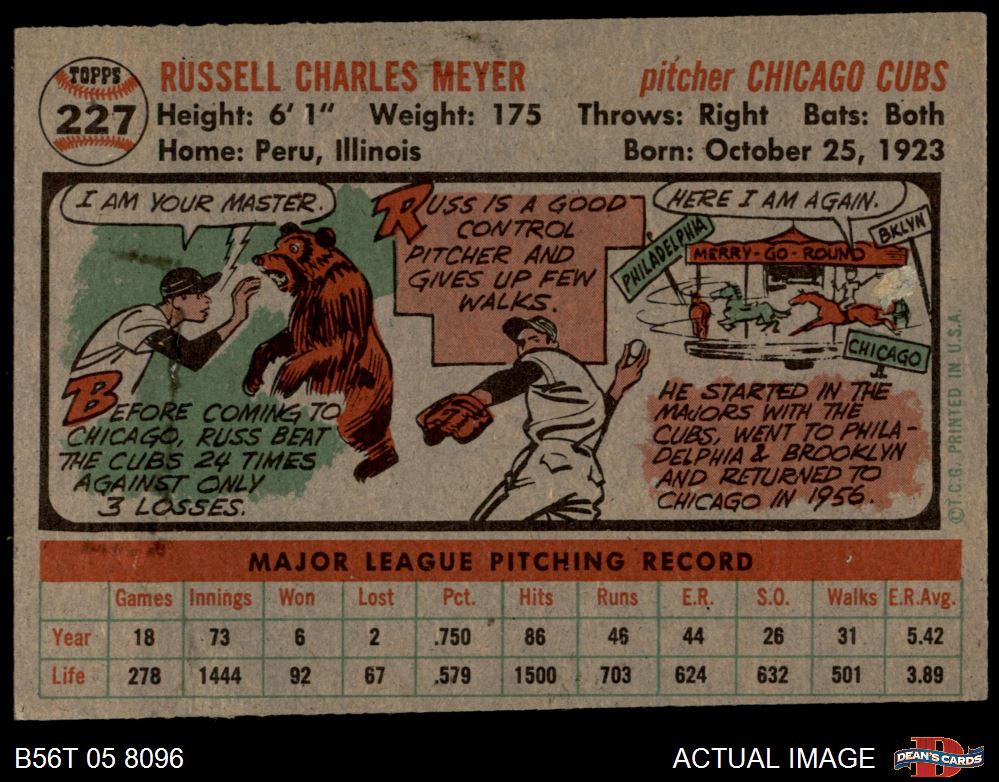 TOPPS
227
RUSSELL CHARLES MEYER pitcher CHICAGO CUBS
Height: 6' 1" Weight: 175 Throws: Right Bats: Both
Home: Peru, Illinois Born: October 25, 1923
I AM YOUR MASTER.
BEFORE COMING TO
CHICAGO, RUSS BEAT
THE CUBS 24 TIMES
AGAINST ONLY
3 LOSSES.
RUSS IS A GOOD
CONTROL
PITCHER AND
GIVES UP FEW
WALKS.
HERE I AM AGAIN.
PHILADELPHIA
BKLYN
MERRY-GO-ROUND
CHICAGO
HE STARTED IN THE
MAJORS WITH THE
CUBS, WENT TO PHILA-
DELPHIA & BROOKLYN
AND RETURNED TO
CHICAGO IN 1956.
© T.C.G. PRINTED IN U.S.A.
MAJOR LEAGUE PITCHING RECORD
Games Innings Won Lost Pct. Hits Runs E.R. S.O. Walks E.R.Avg.
Year 18 73 6 2 .750 86 46 44 26 31 5.42
Life 278 1444 92 67 .579 1500 703 624 632 501 3.89
B56T 05 8096 ACTUAL IMAGE
DEAN'S CARDS